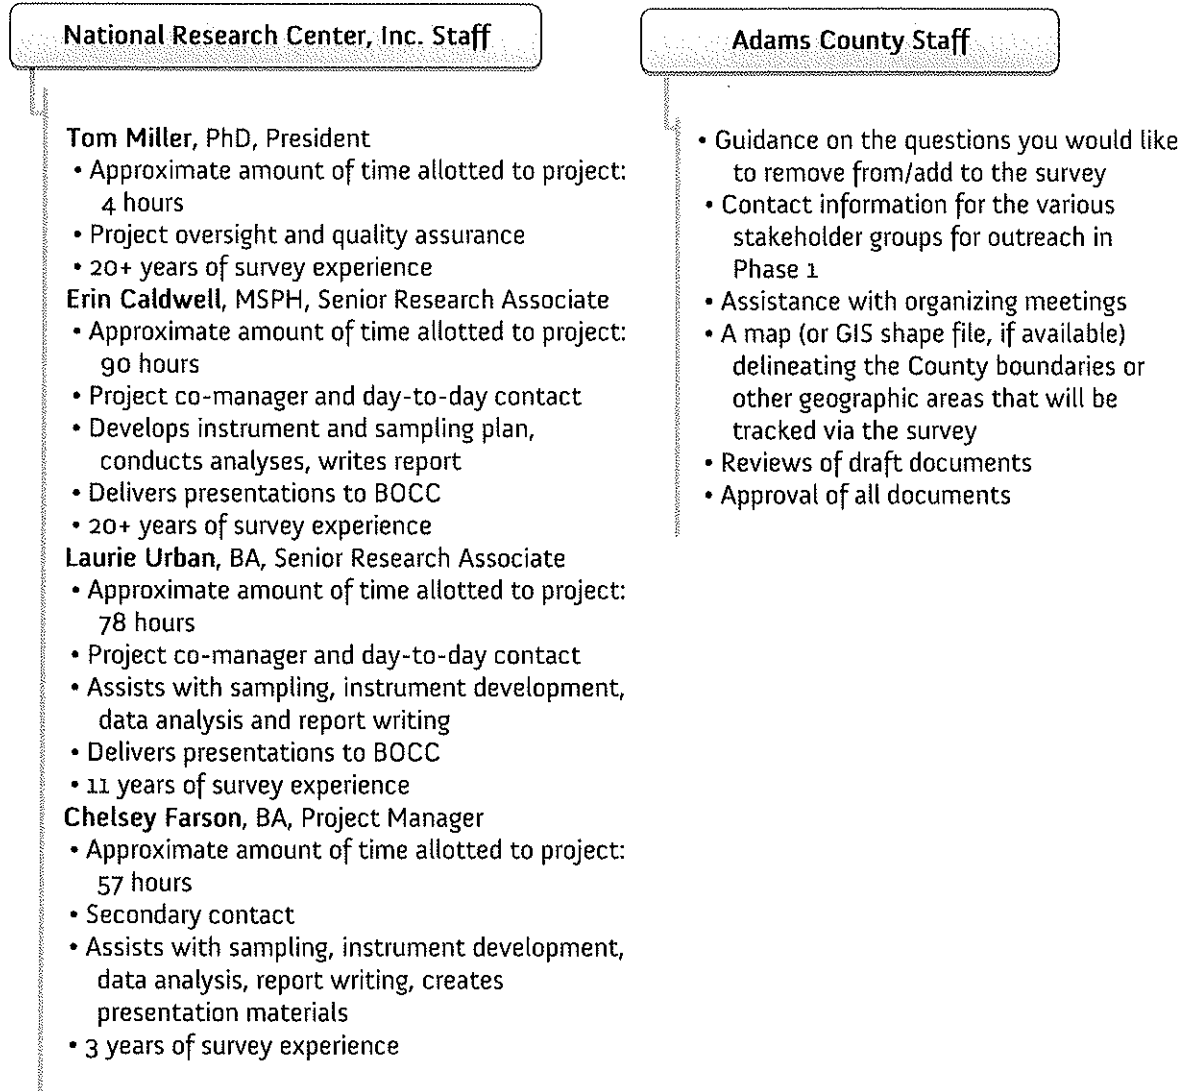 National Research Center, Inc. Staff
Tom Miller, PhD, President
• Approximate amount of time allotted to project:
4 hours
• Project oversight and quality assurance
• 20+ years of survey experience
Erin Caldwell, MSPH, Senior Research Associate
• Approximate amount of time allotted to project:
90 hours
• Project co-manager and day-to-day contact
• Develops instrument and sampling plan,
conducts analyses, writes report
• Delivers presentations to BOCC
• 20+ years of survey experience
Laurie Urban, BA, Senior Research Associate
• Approximate amount of time allotted to project:
78 hours
• Project co-manager and day-to-day contact
• Assists with sampling, instrument development,
data analysis and report writing
• Delivers presentations to BOCC
• 11 years of survey experience
Chelsey Farson, BA, Project Manager
• Approximate amount of time allotted to project:
57 hours
• Secondary contact
• Assists with sampling, instrument development,
data analysis, report writing, creates
presentation materials
• 3 years of survey experience
Adams County Staff
• Guidance on the questions you would like
to remove from/add to the survey
• Contact information for the various
stakeholder groups for outreach in
Phase 1
• Assistance with organizing meetings
• A map (or GIS shape file, if available)
delineating the County boundaries or
other geographic areas that will be
tracked via the survey
• Reviews of draft documents
• Approval of all documents